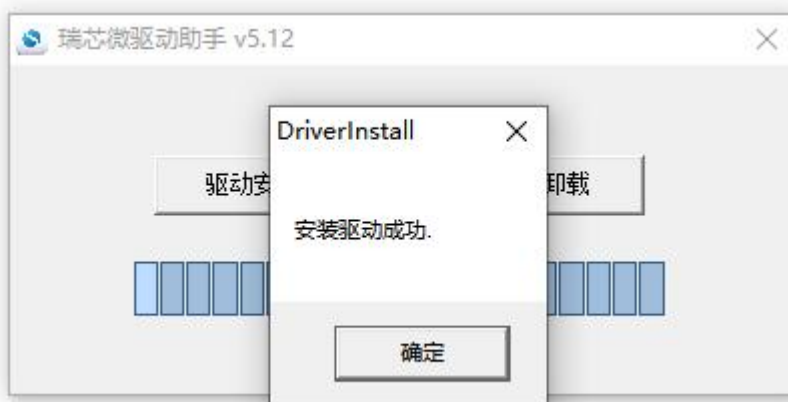 瑞芯微驱动助手 v5.12
DriverInstall
驱动安
卸载
安装驱动成功.
确定